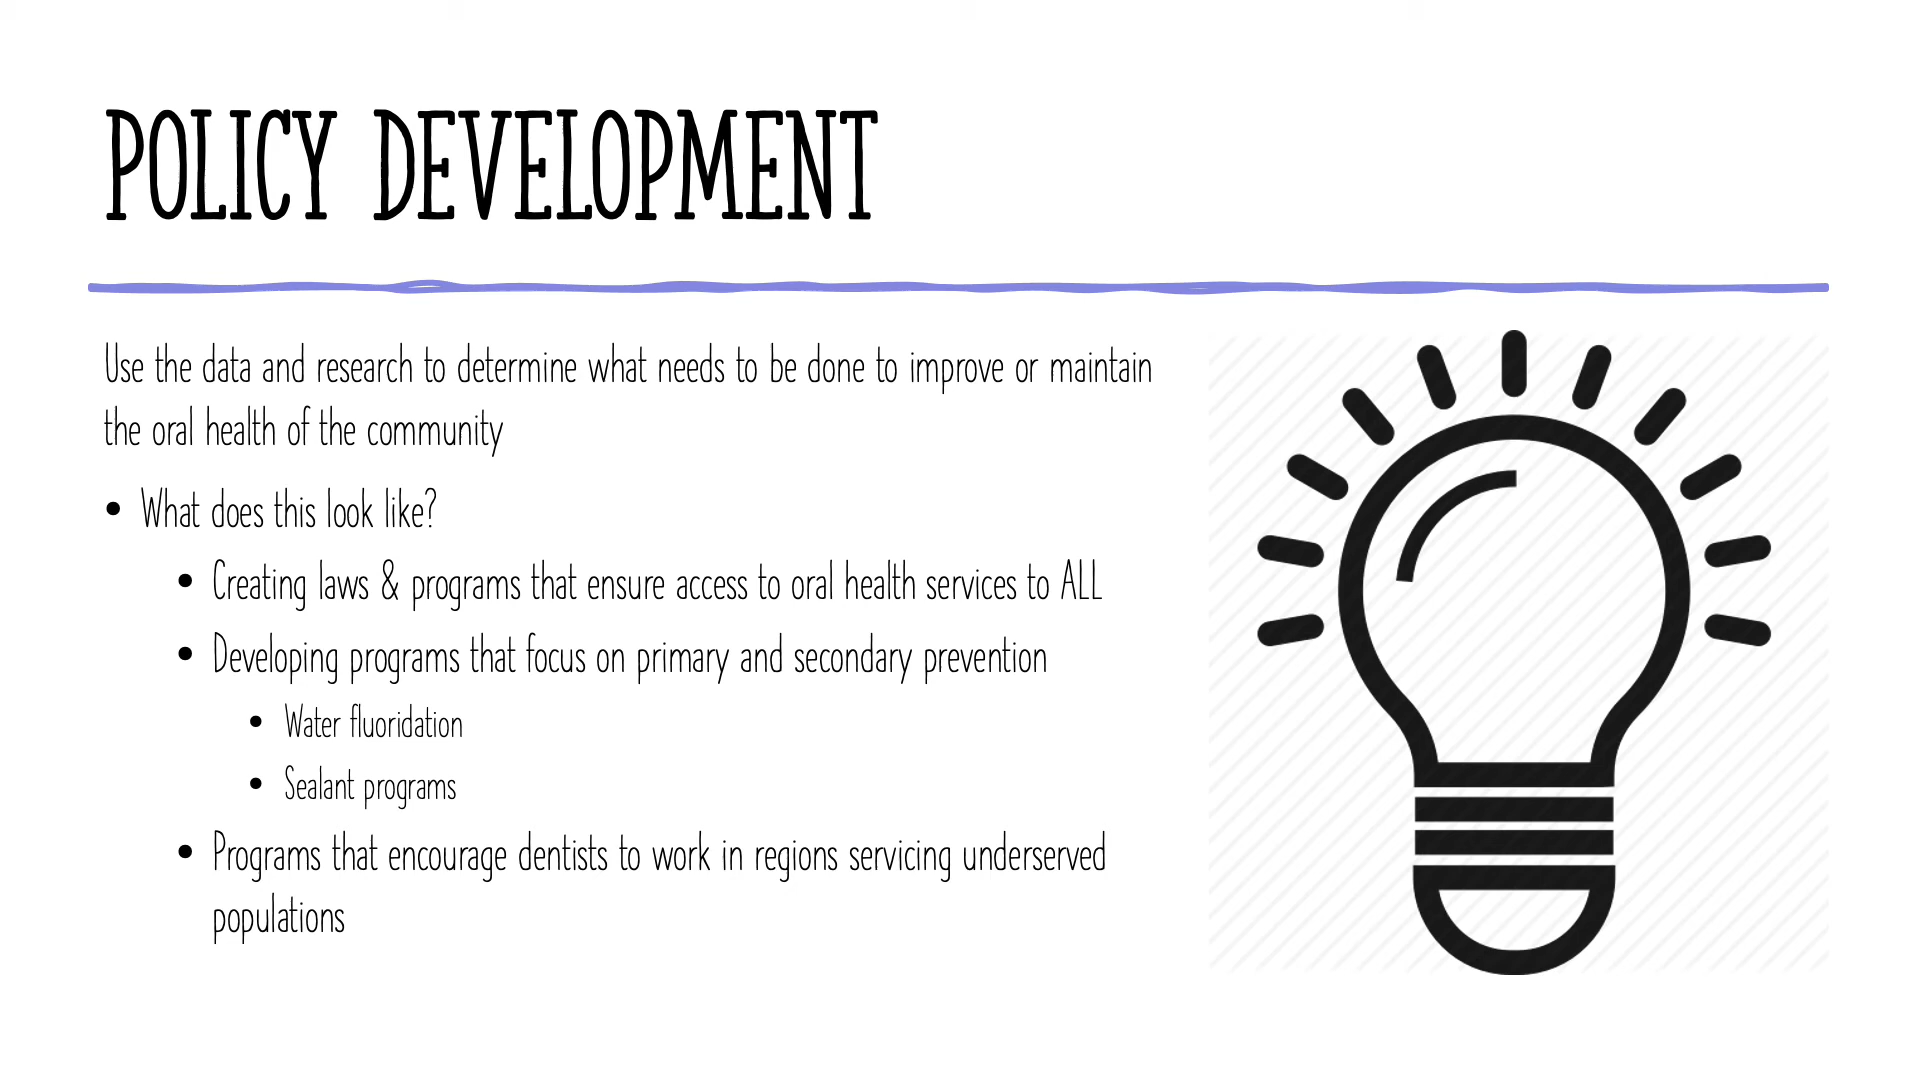 POLICY DEVELOPMENT
Use the data and research to determine what needs to be done to improve or maintain
the oral health of the community
• What does this look like?
• Creating laws & programs that ensure access to oral health services to ALL
• Developing programs that focus on primary and secondary prevention
• Water fluoridation
• Sealant programs
• Programs that encourage dentists to work in regions servicing underserved
populations